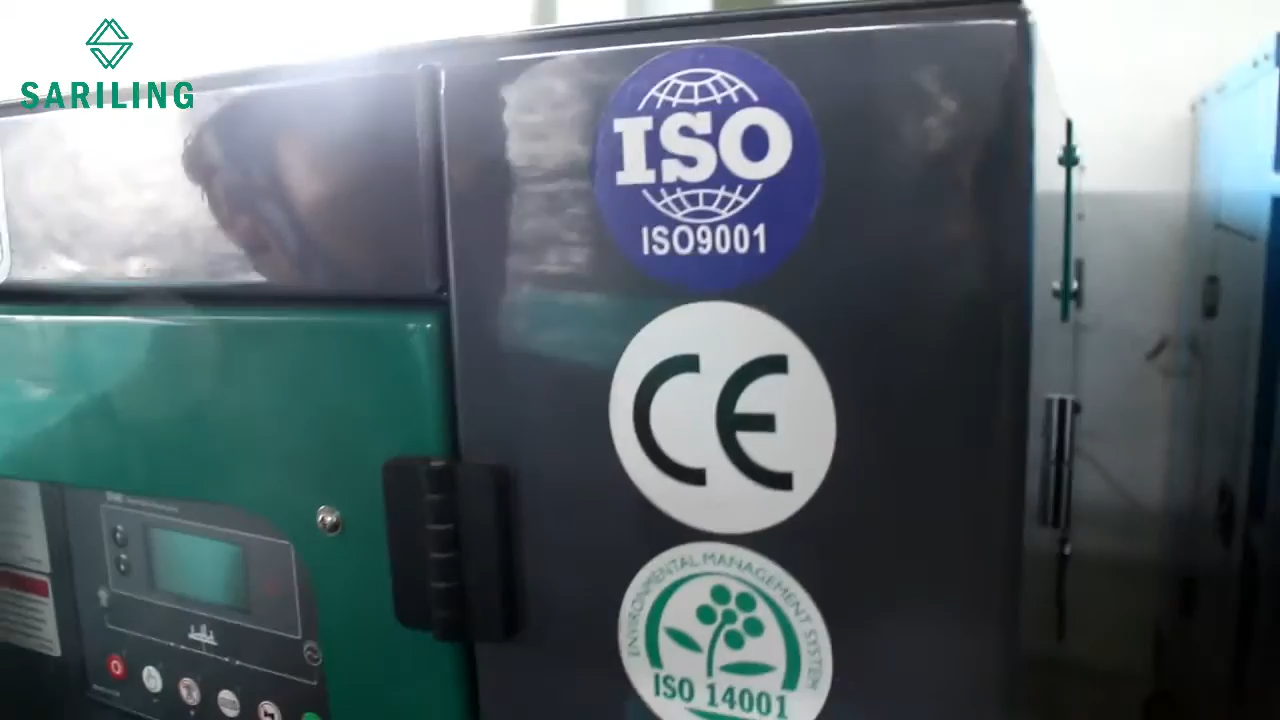 SARILING
ISO
ISO9001
CE
ENVIRONMENTAL MANAGEMENT SYSTEM
ISO 14001